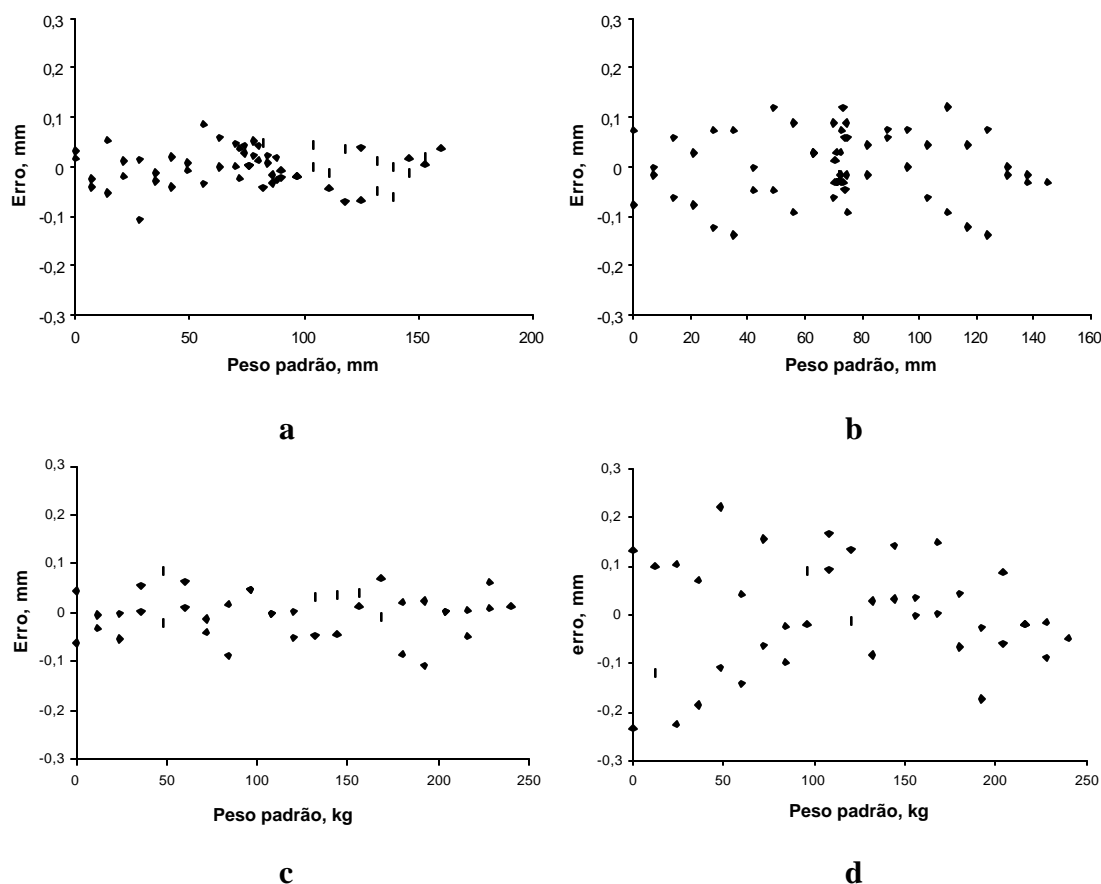 0,3
0,2
0,1
0
-0,1
-0,2
-0,3
Erro, mm
0 50 100 150 200
Peso padrão, mm
a
0,3
0,2
0,1
0
-0,1
-0,2
-0,3
Erro, mm
0 20 40 60 80 100 120 140 160
Peso padrão, mm
b
0,3
0,2
0,1
0
-0,1
-0,2
-0,3
Erro, mm
0 50 100 150 200 250
Peso padrão, kg
c
0,3
0,2
0,1
0
-0,1
-0,2
-0,3
erro, mm
0 50 100 150 200 250
Peso padrão, kg
d